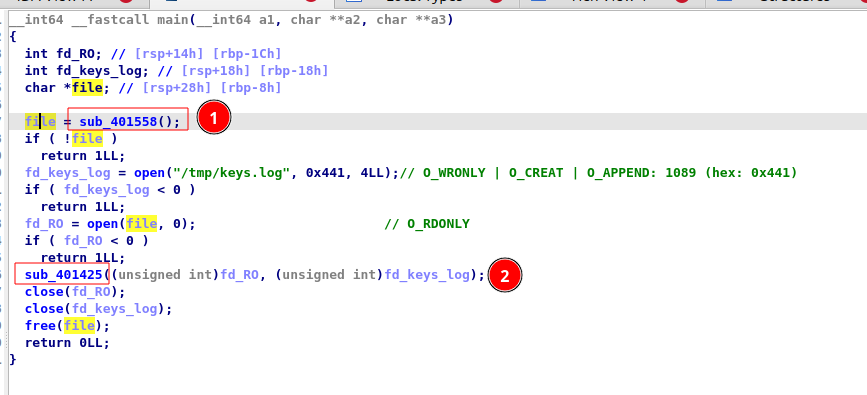 __int64 __fastcall main(__int64 a1, char **a2, char **a3)
{
int fd_RO; // [rsp+14h] [rbp-1Ch]
int fd_keys_log; // [rsp+18h] [rbp-18h]
char *file; // [rsp+28h] [rbp-8h]
file = sub_401558(); 1
if ( !file )
return 1LL;
fd_keys_log = open("/tmp/keys.log", 0x441, 4LL);// O_WRONLY | O_CREAT | O_APPEND: 1089 (hex: 0x441)
if ( fd_keys_log < 0 )
return 1LL;
fd_RO = open(file, 0); // O_RDONLY
if ( fd_RO < 0 )
return 1LL;
sub_401425((unsigned int)fd_RO, (unsigned int)fd_keys_log); 2
close(fd_RO);
close(fd_keys_log);
free(file);
return 0LL;
}